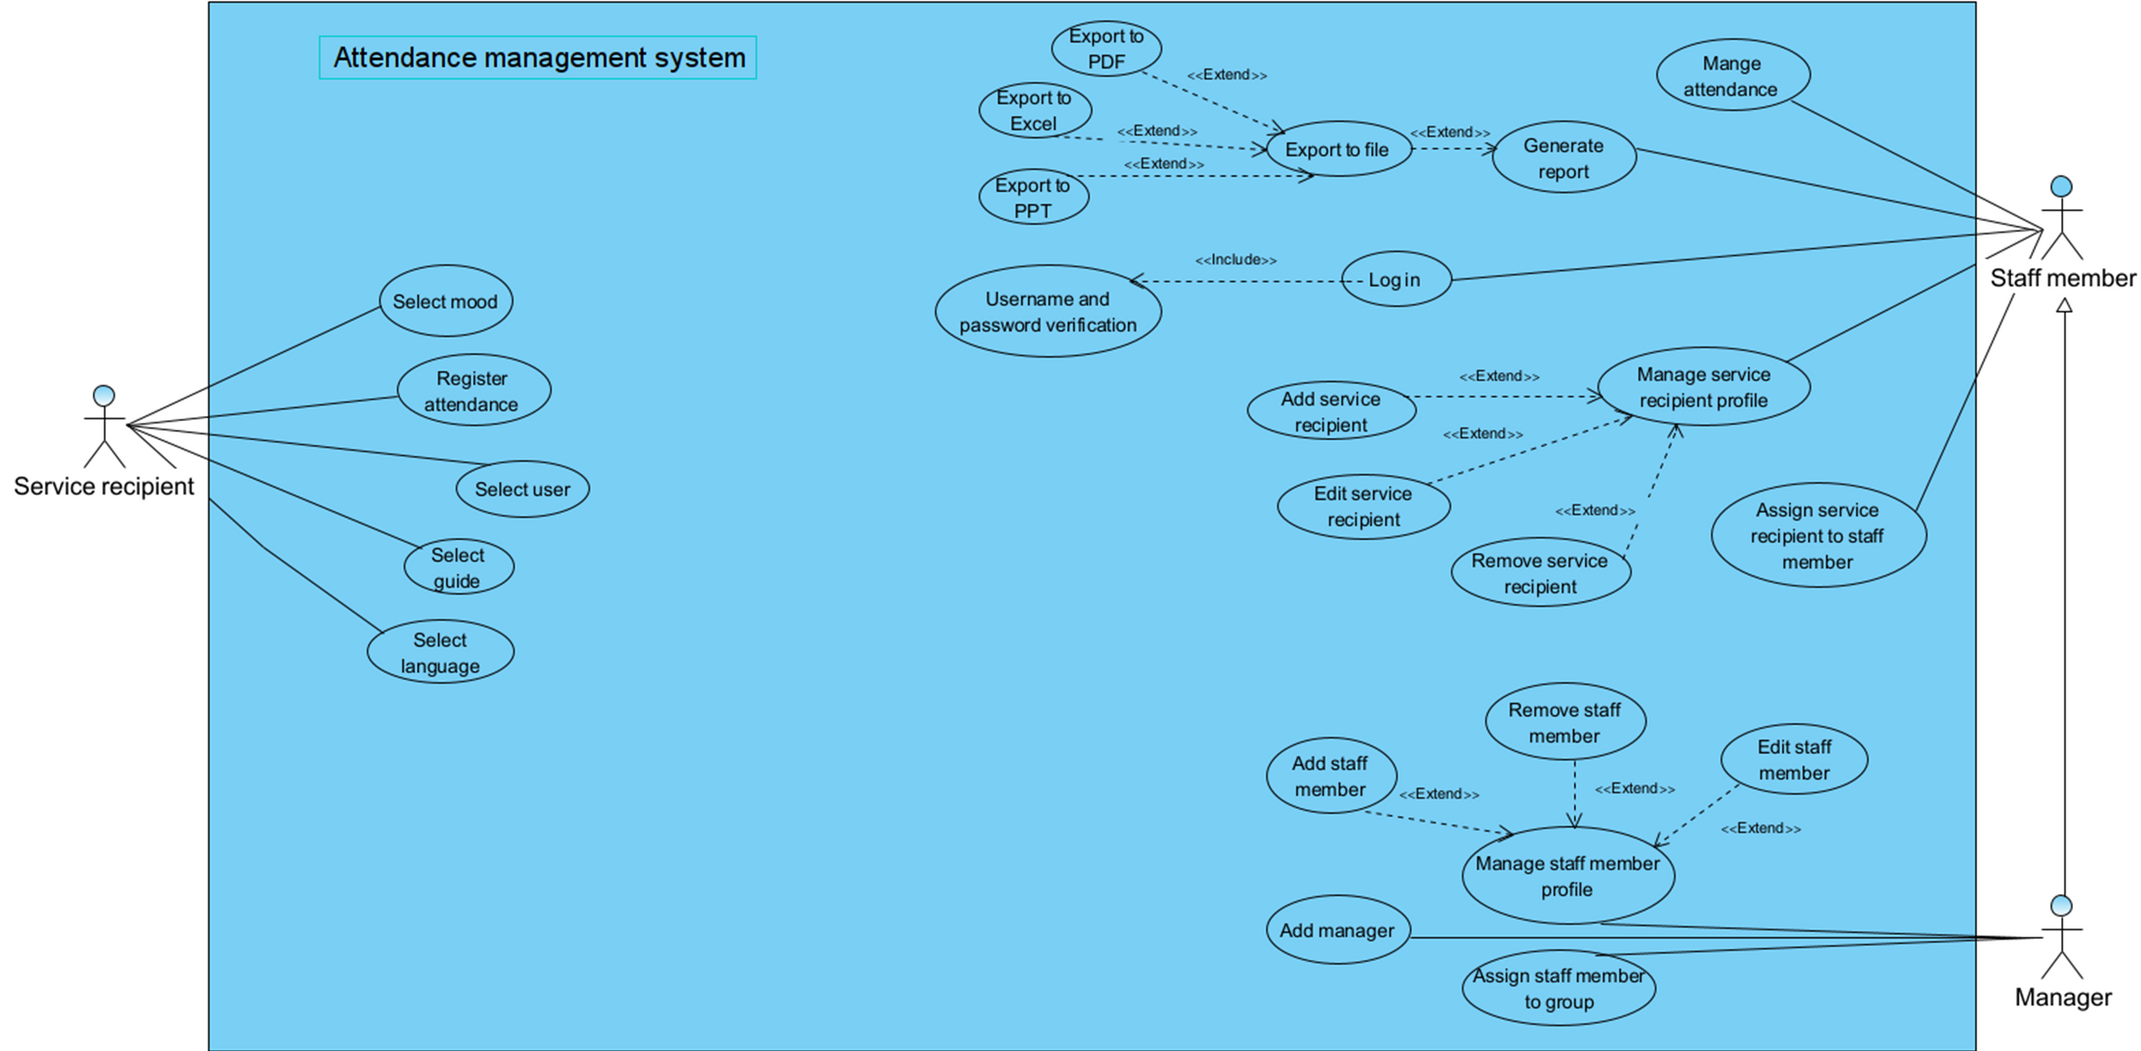 Attendance management system
Export to
PDF
<<Extend>>
Mange
attendance
Export to
Excel
<<Extend>>
Export to file
<<Extend>>
Generate
report
<<Extend>>
Export to
PPT
Staff member
<<Include>>
Log in
Username and
password verification
Select mood
Register
attendance
Select user
Service recipient
Select
guide
Select
language
Manage service
recipient profile
<<Extend>>
Add service
recipient
<<Extend>>
Edit service
recipient
<<Extend>>
Remove service
recipient
Assign service
recipient to staff
member
Remove staff
member
Add staff
member
<<Extend>>
<<Extend>>
Edit staff
member
<<Extend>>
Manage staff member
profile
Add manager
Assign staff member
to group
Manager